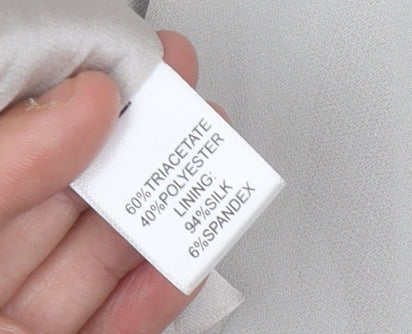 60%TRIACETATE
40%POLYESTER
LINING:
94%SILK
6%SPANDEX